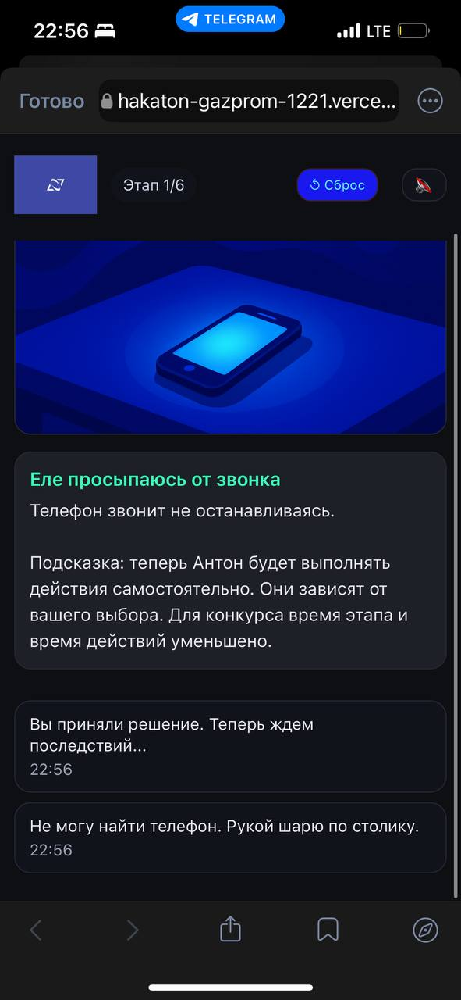 22:56
TELEGRAM
LTE
Готово
hakaton-gazprom-1221.verce...
Этап 1/6
Сброс
Еле просыпаюсь от звонка
Телефон звонит не останавливаясь.
Подсказка: теперь Антон будет выполнять
действия самостоятельно. Они зависят от
вашего выбора. Для конкурса время этапа и
время действий уменьшено.
Вы приняли решение. Теперь ждем
последствий...
22:56
Не могу найти телефон. Рукой шарю по столику.
22:56